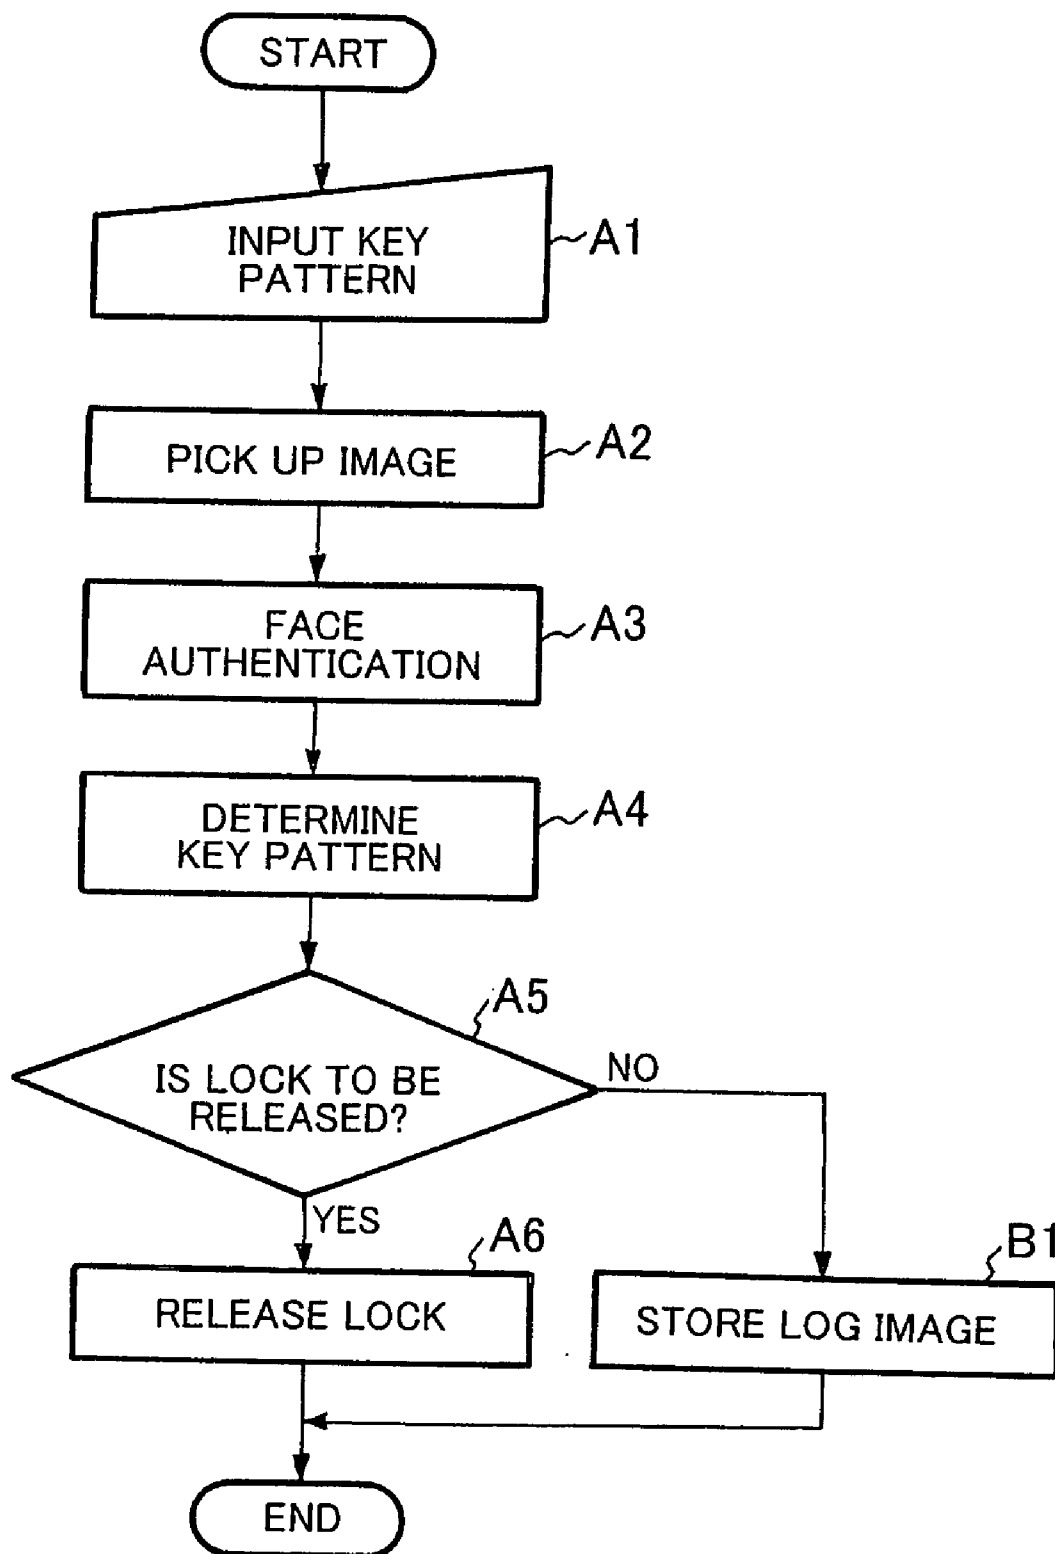 START
INPUT KEY
PATTERN
A1
PICK UP IMAGE
A2
FACE
AUTHENTICATION
A3
DETERMINE
KEY PATTERN
A4
A5
IS LOCK TO BE
RELEASED?
NO
YES
A6
RELEASE LOCK
B1
STORE LOG IMAGE
END